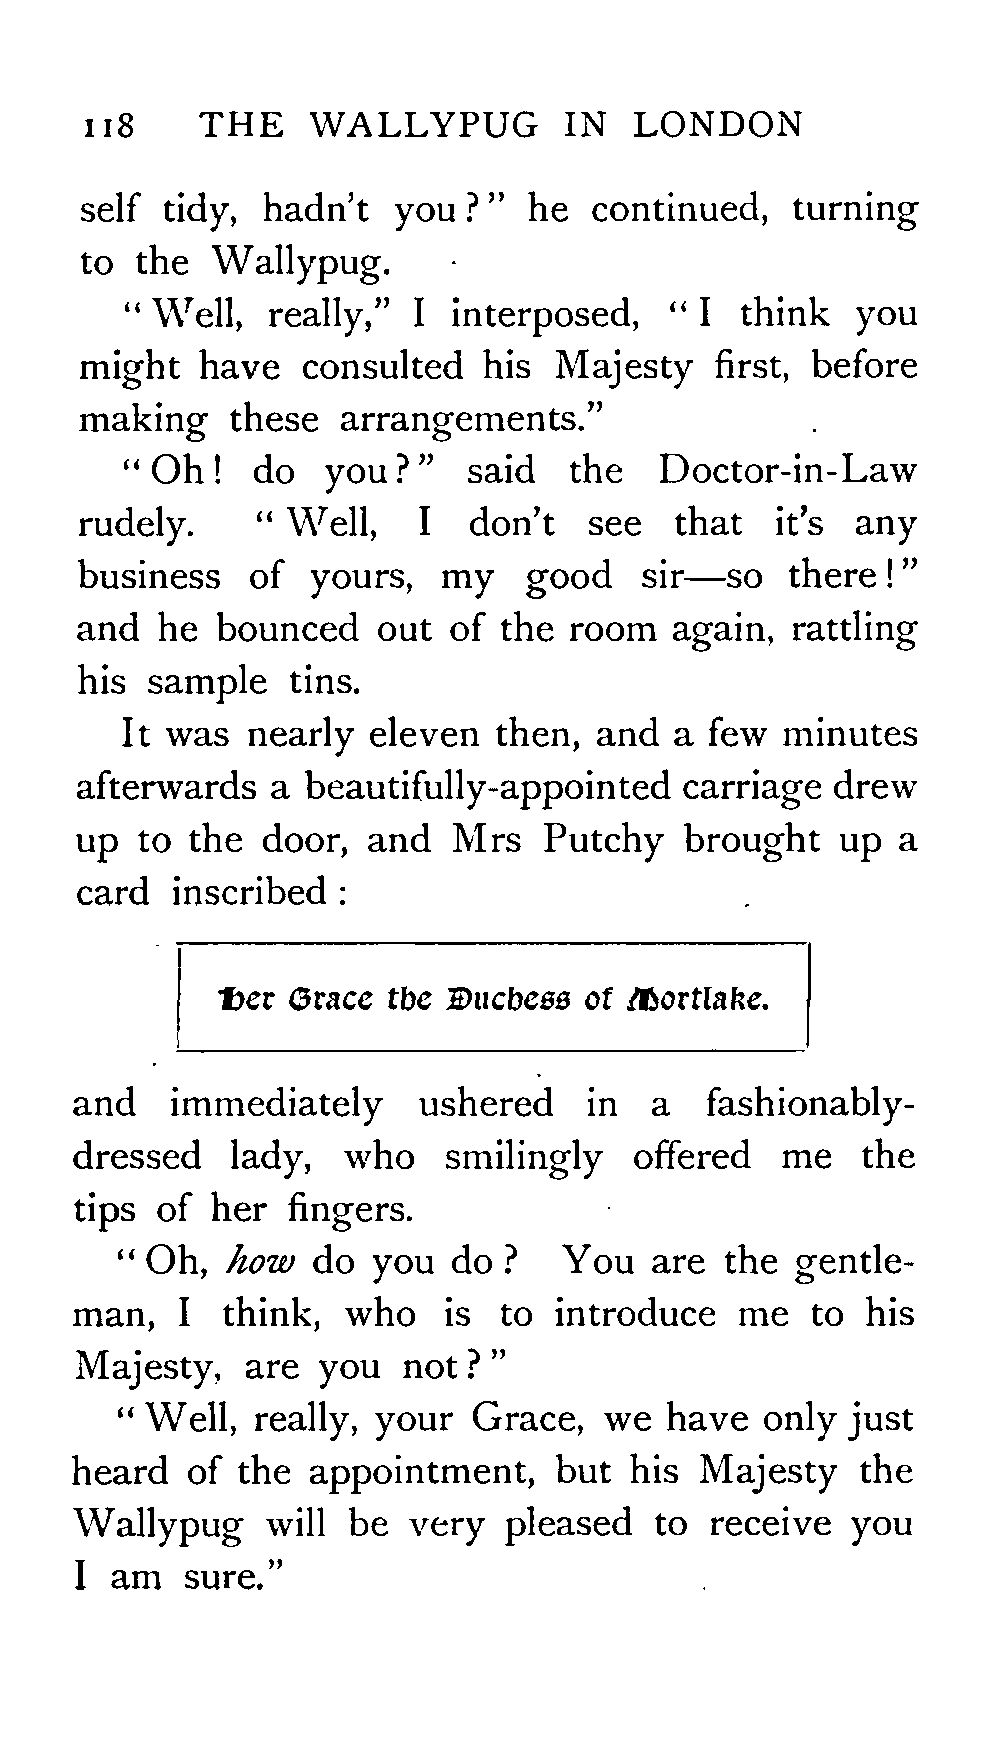 118 THE WALLYPUG IN LONDON
self tidy, hadn't you?" he continued, turning
to the Wallypug.
"Well, really," I interposed, "I think you
might have consulted his Majesty first, before
making these arrangements."
"Oh! do you?" said the Doctor-in-Law
rudely. "Well, I don't see that it's any
business of yours, my good sir—so there!"
and he bounced out of the room again, rattling
his sample tins.
It was nearly eleven then, and a few minutes
afterwards a beautifully-appointed carriage drew
up to the door, and Mrs Putchy brought up a
card inscribed:
Her Grace the Duchess of Mortlake.
and immediately ushered in a fashionably-
dressed lady, who smilingly offered me the
tips of her fingers.
"Oh, how do you do? You are the gentle-
man, I think, who is to introduce me to his
Majesty, are you not?"
"Well, really, your Grace, we have only just
heard of the appointment, but his Majesty the
Wallypug will be very pleased to receive you
I am sure."